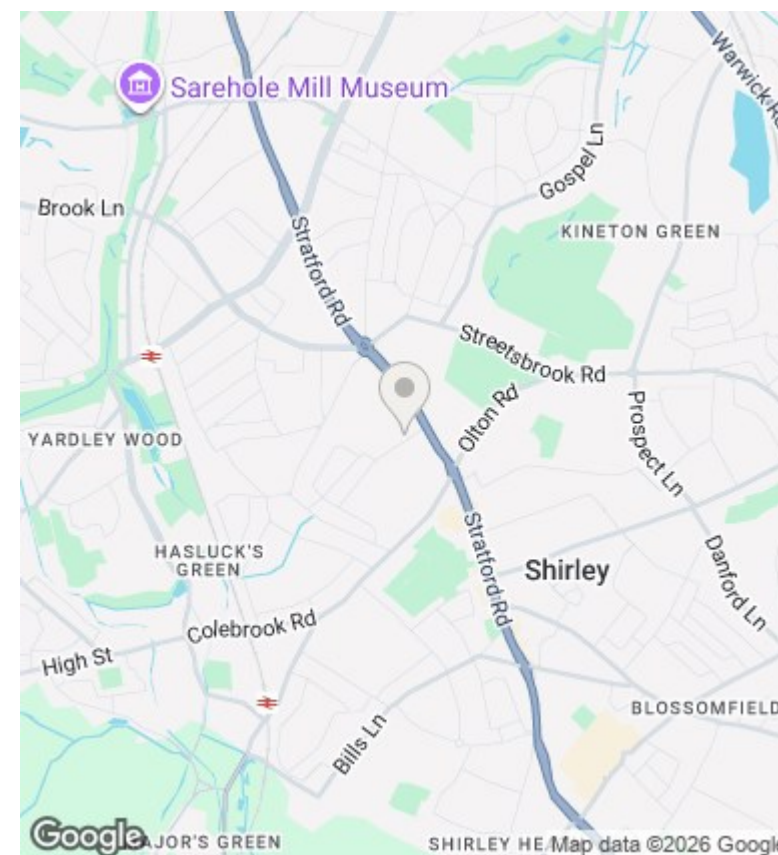 Warwick Rd
Sarehole Mill Museum
Gospel Ln
Brook Ln
KINETON GREEN
Stratford Rd
Streetsbrook Rd
Olton Rd
Prospect Ln
YARDLEY WOOD
HASLUCK'S
GREEN
Stratford Rd
Shirley
Danford Ln
Colebrook Rd
High St
BLOSSOMFIELD
Bills Ln
Google
AJOR'S GREEN
SHIRLEY HEA
Map data ©2026 Google